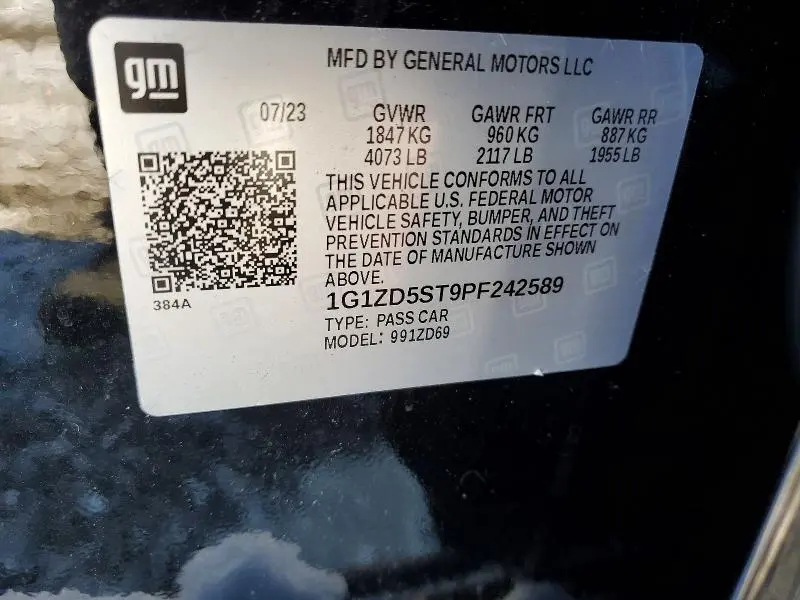 gm
MFD BY GENERAL MOTORS LLC
07/23 GVWR GAWR FRT GAWR RR
1847 KG 960 KG 887 KG
4073 LB 2117 LB 1955 LB
THIS VEHICLE CONFORMS TO ALL
APPLICABLE U.S. FEDERAL MOTOR
VEHICLE SAFETY, BUMPER, AND THEFT
PREVENTION STANDARDS IN EFFECT ON
THE DATE OF MANUFACTURE SHOWN
ABOVE.
384A
1G1ZD5ST9PF242589
TYPE: PASS CAR
MODEL: 991ZD69